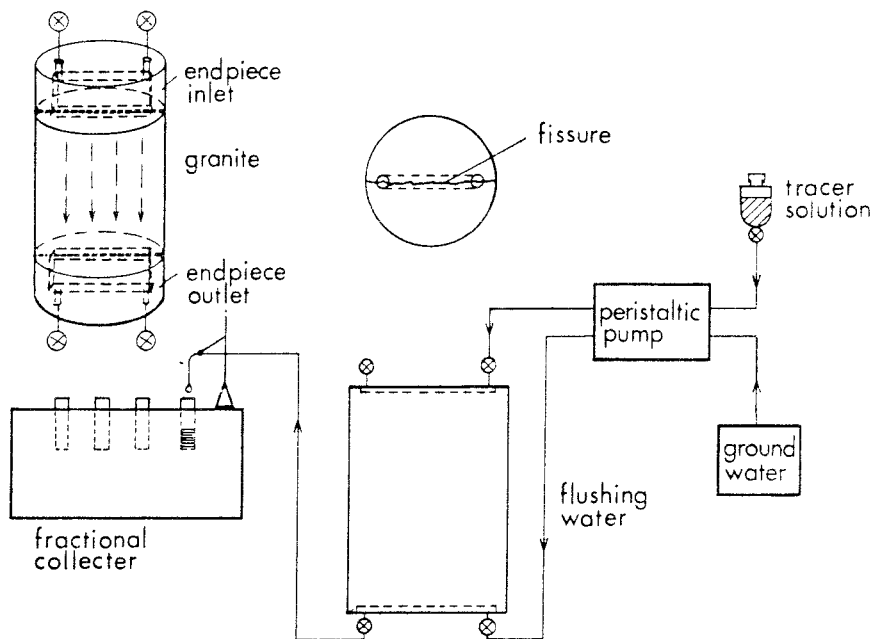 endpiece
inlet
granite
endpiece
outlet
fissure
tracer
solution
peristaltic
pump
ground
water
flushing
water
fractional
collecter